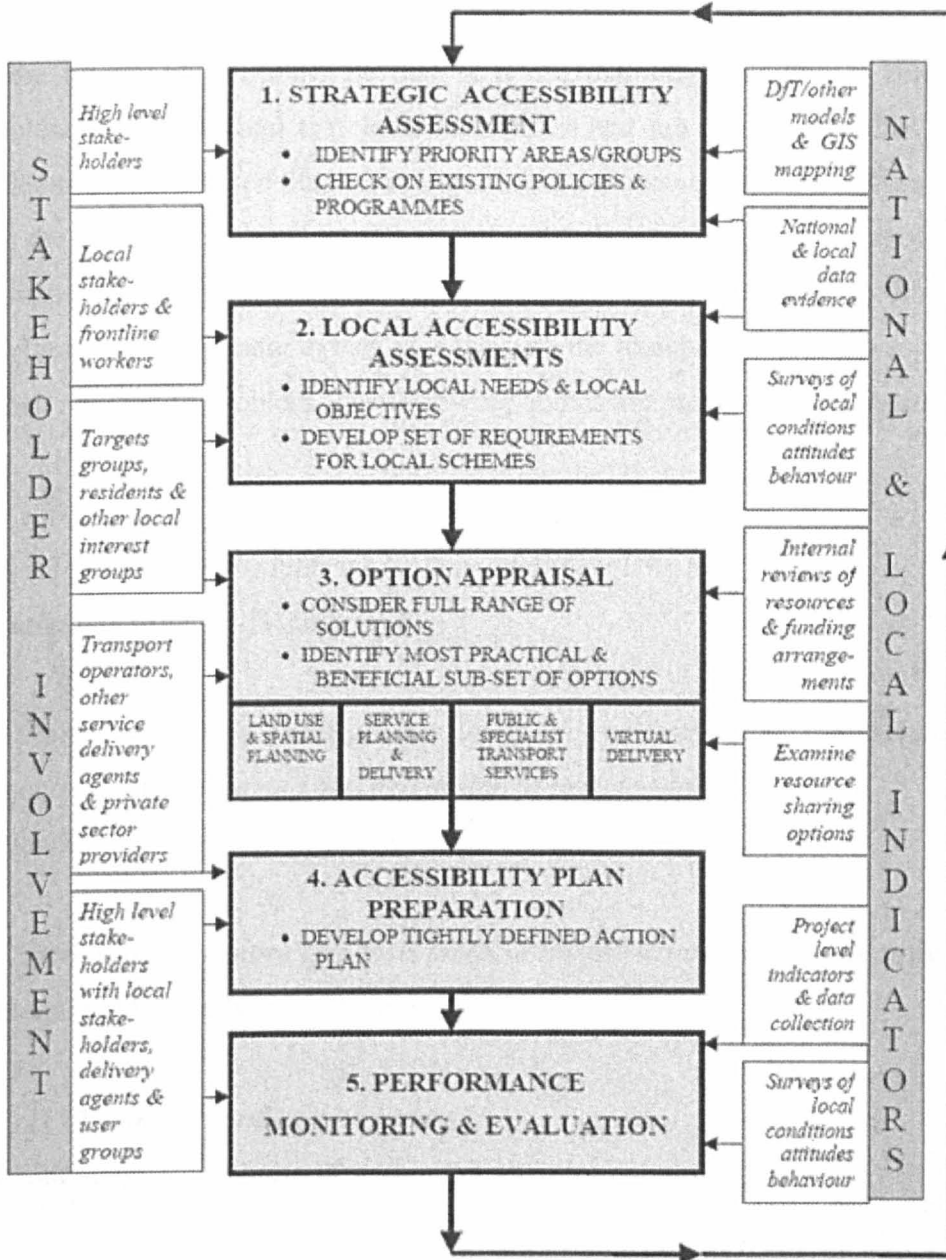 STAKEHOLDER INVOLVEMENT
High level
stake-
holders
Local
stake-
holders &
frontline
workers
Targets
groups,
residents &
other local
interest
groups
Transport
operators,
other
service
delivery
agents
& private
sector
providers
High level
stake-
holders
with local
stake-
holders,
delivery
agents &
user
groups
1. STRATEGIC ACCESSIBILITY
ASSESSMENT
• IDENTIFY PRIORITY AREAS/GROUPS
• CHECK ON EXISTING POLICIES &
PROGRAMMES
2. LOCAL ACCESSIBILITY
ASSESSMENTS
• IDENTIFY LOCAL NEEDS & LOCAL
OBJECTIVES
• DEVELOP SET OF REQUIREMENTS
FOR LOCAL SCHEMES
3. OPTION APPRAISAL
• CONSIDER FULL RANGE OF
SOLUTIONS
• IDENTIFY MOST PRACTICAL &
BENEFICIAL SUB-SET OF OPTIONS
LAND USE
& SPATIAL
PLANNING
SERVICE
PLANNING
&
DELIVERY
PUBLIC &
SPECIALIST
TRANSPORT
SERVICES
VIRTUAL
DELIVERY
4. ACCESSIBILITY PLAN
PREPARATION
• DEVELOP TIGHTLY DEFINED ACTION
PLAN
5. PERFORMANCE
MONITORING & EVALUATION
DfT/other
models
& GIS
mapping
National
& local
data
evidence
Surveys of
local
conditions
attitudes
behaviour
Internal
reviews of
resources
& funding
arrange-
ments
Examine
resource
sharing
options
Project
level
indicators
& data
collection
Surveys of
local
conditions
attitudes
behaviour
NATIONAL & LOCAL INDICATORS